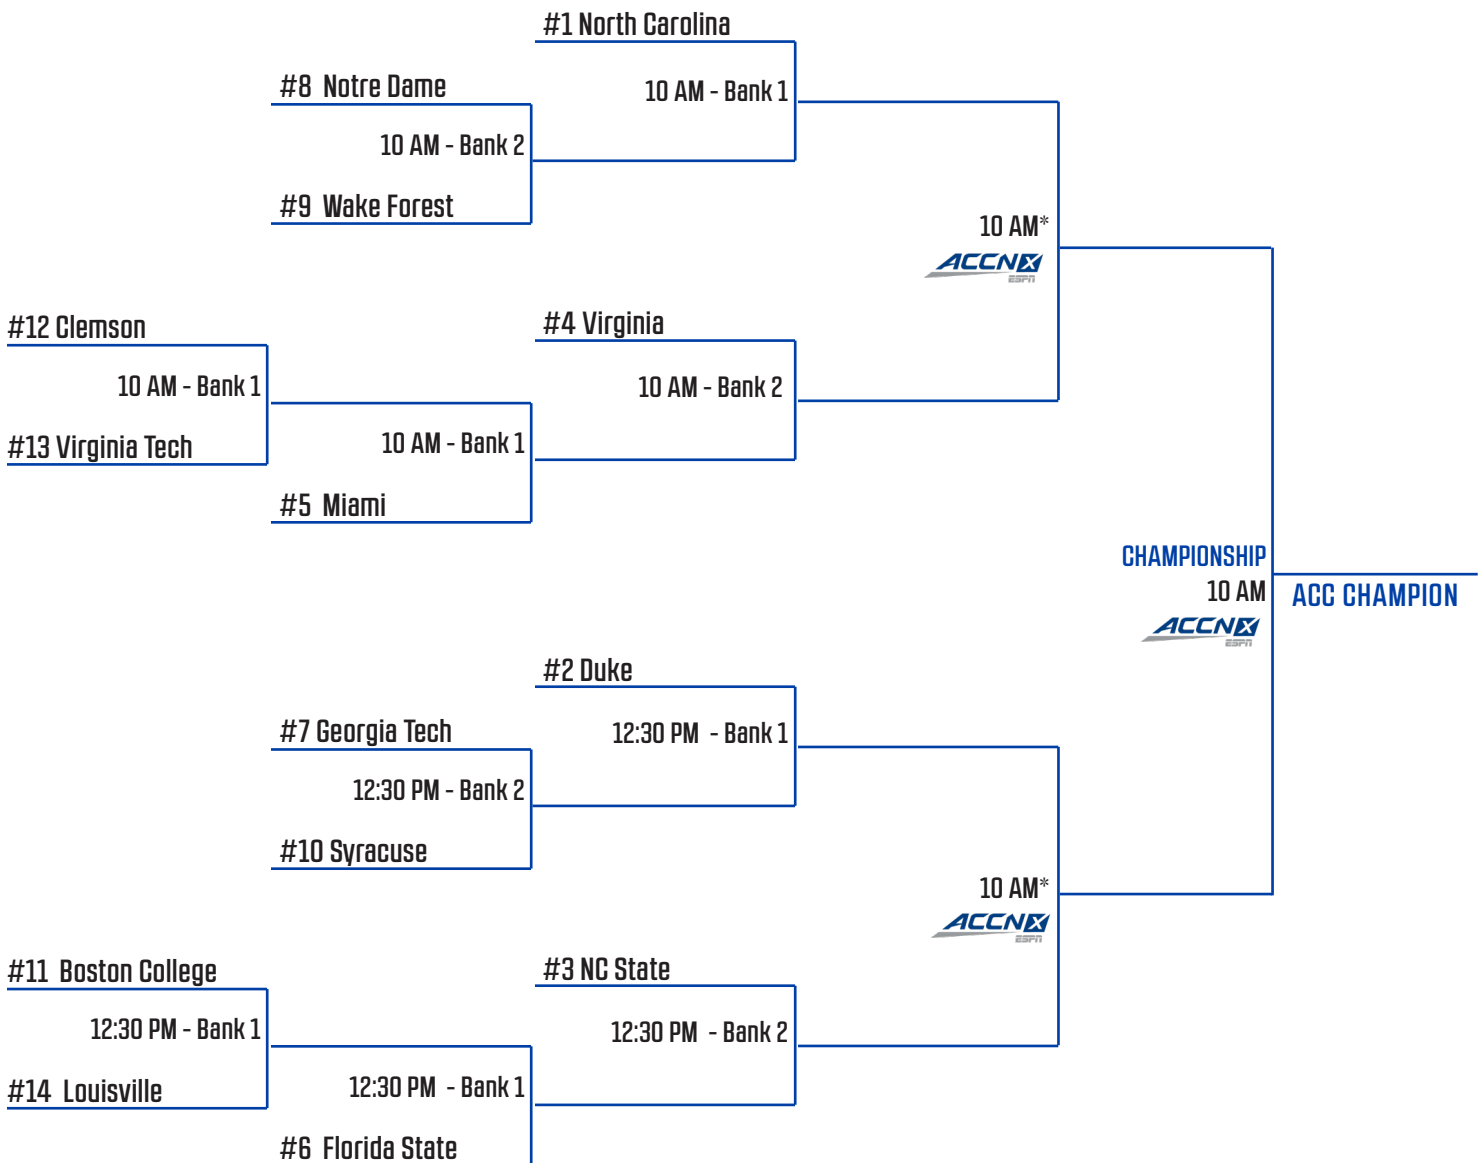 #1 North Carolina
#8 Notre Dame
10 AM - Bank 1
10 AM - Bank 2
#9 Wake Forest
10 AM*
ACCNX
ESPN
#12 Clemson
#4 Virginia
10 AM - Bank 1
10 AM - Bank 2
#13 Virginia Tech
10 AM - Bank 1
#5 Miami
CHAMPIONSHIP
10 AM
ACC CHAMPION
ACCNX
ESPN
#2 Duke
#7 Georgia Tech
12:30 PM - Bank 1
12:30 PM - Bank 2
#10 Syracuse
10 AM*
ACCNX
ESPN
#11 Boston College
#3 NC State
12:30 PM - Bank 1
12:30 PM - Bank 2
#14 Louisville
12:30 PM - Bank 1
#6 Florida State